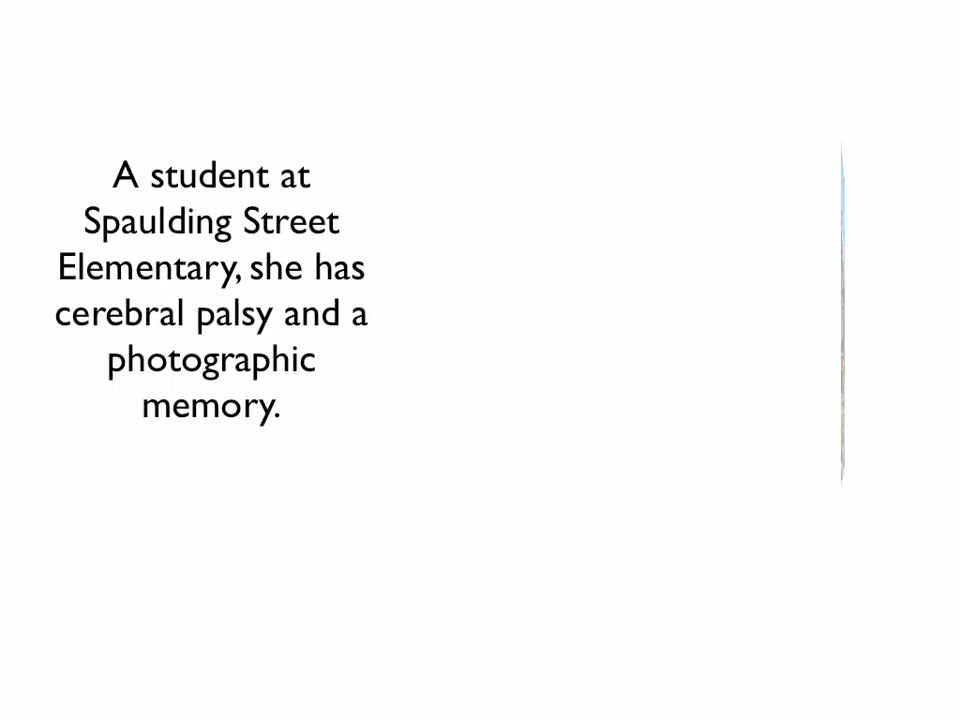 A student at
Spaulding Street
Elementary, she has
cerebral palsy and a
photographic
memory.